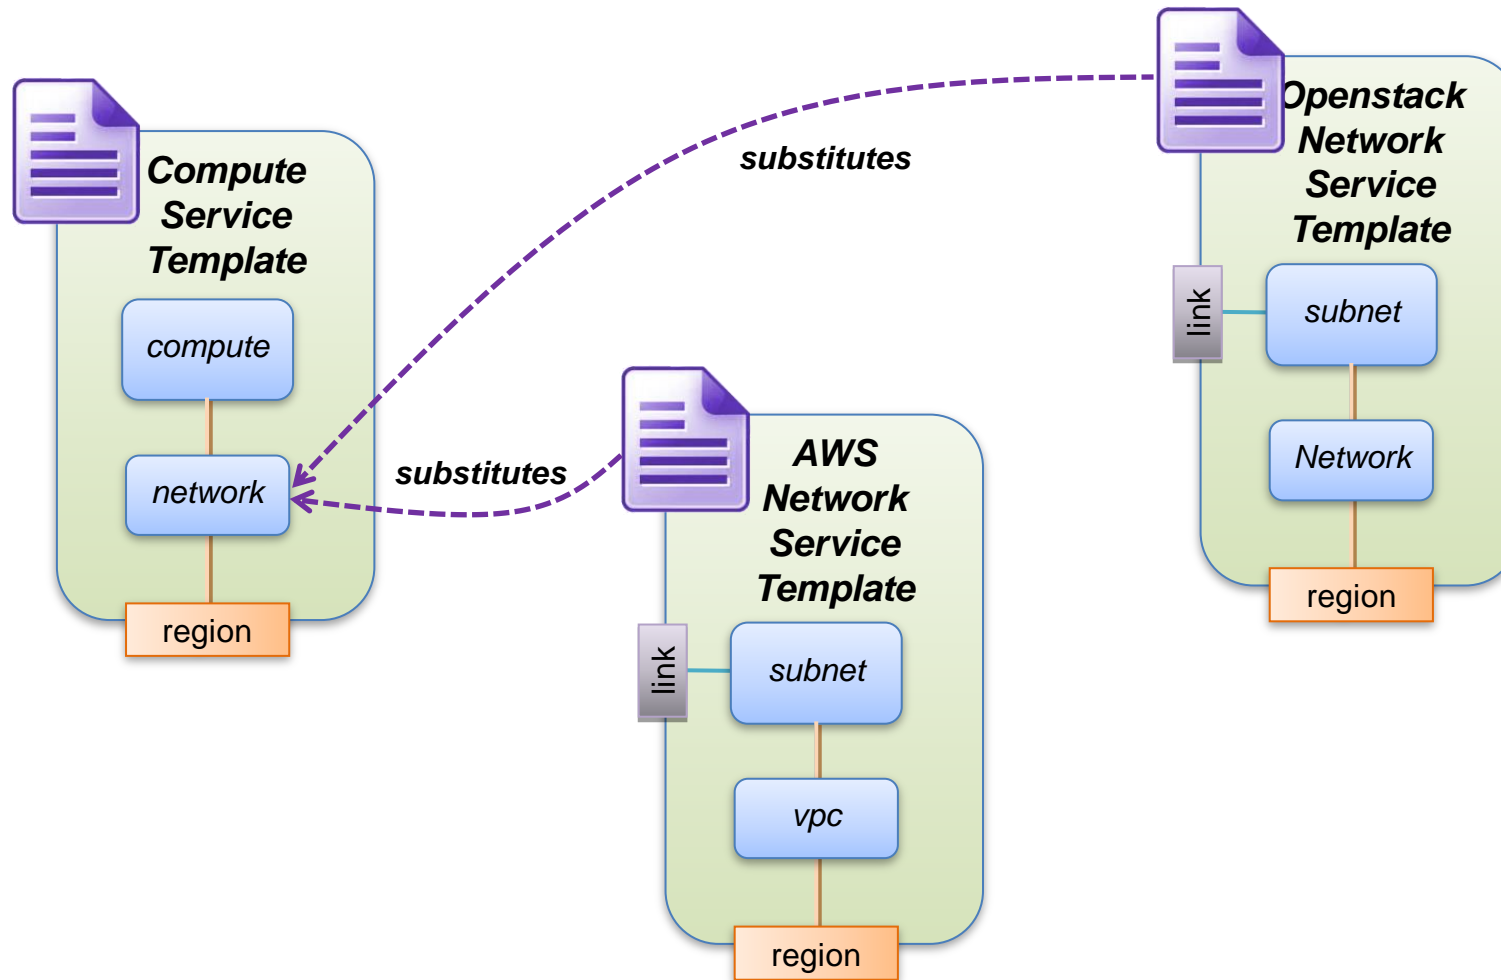 Compute
Service
Template
compute
network
region
substitutes
substitutes
AWS
Network
Service
Template
link
subnet
vpc
region
Openstack
Network
Service
Template
link
subnet
Network
region